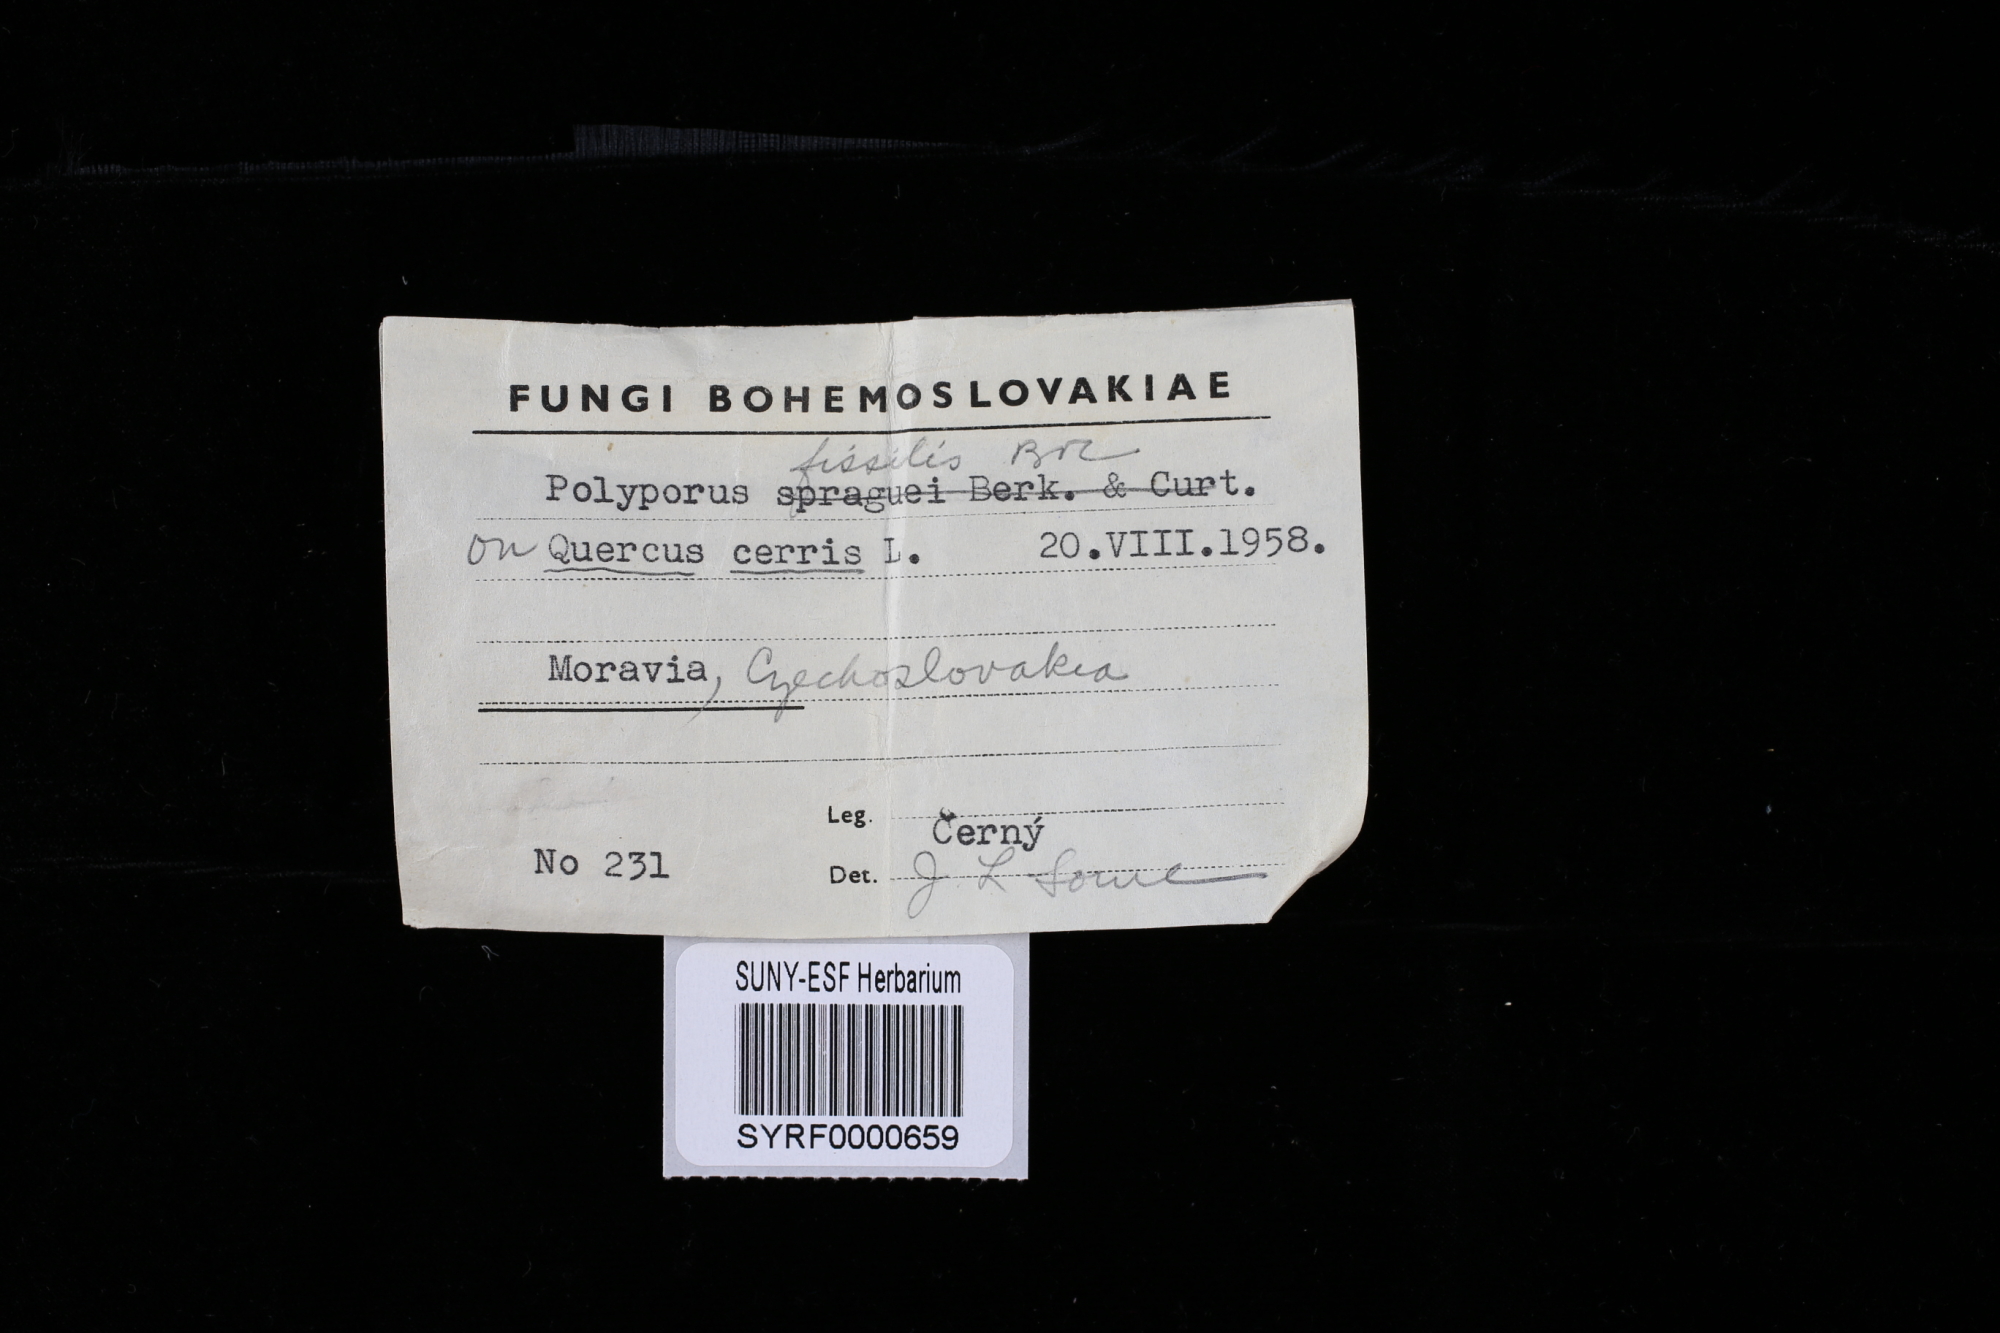 FUNGI BOHEMOSLOVAKIAE
fissilis B&C
Polyporus spraguei Berk. & Curt.
on Quercus cerris L. 20.VIII.1958.
Moravia, Czechoslovakia
Leg. Černý
No 231
Det. J L Lowe
SUNY-ESF Herbarium
SYRF0000659